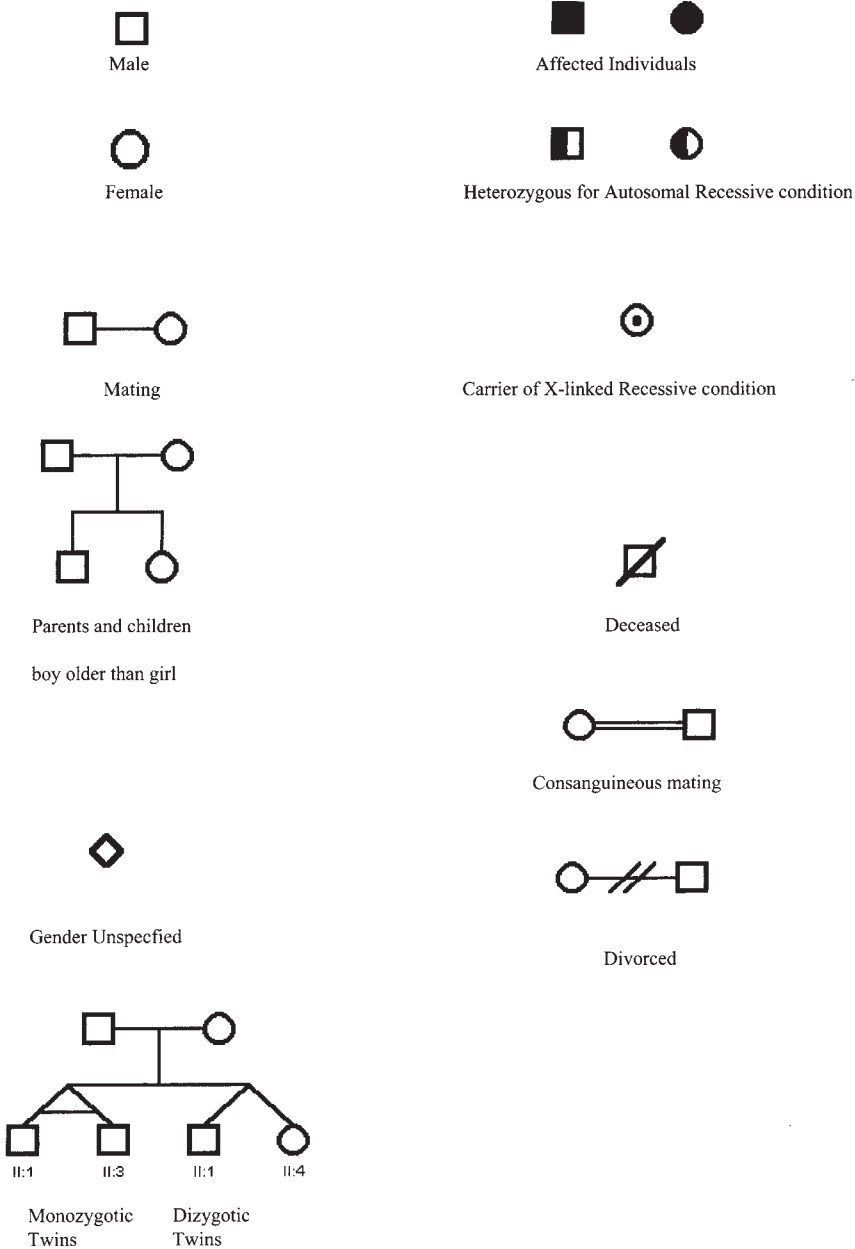 Male
Affected Individuals
Female
Heterozygous for Autosomal Recessive condition
Mating
Carrier of X-linked Recessive condition
Parents and children
boy older than girl
Deceased
Consanguineous mating
Gender Unspecfied
Divorced
II:1 II:3 II:1 II:4
Monozygotic
Twins
Dizygotic
Twins